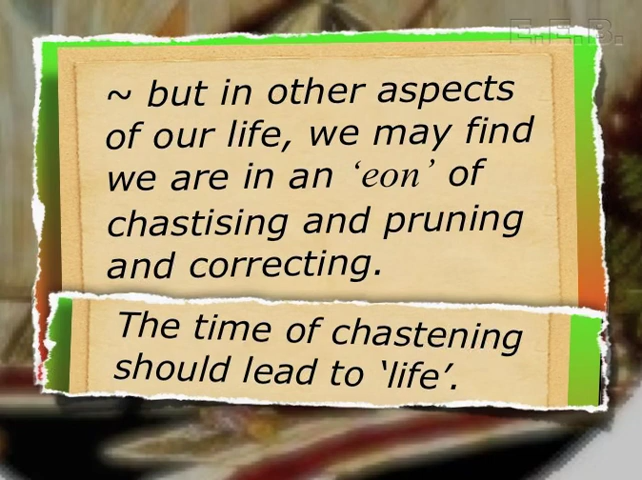 E.E.B.
~ but in other aspects
of our life, we may find
we are in an ‘eon’ of
chastising and pruning
and correcting.
The time of chastening
should lead to ‘life’.